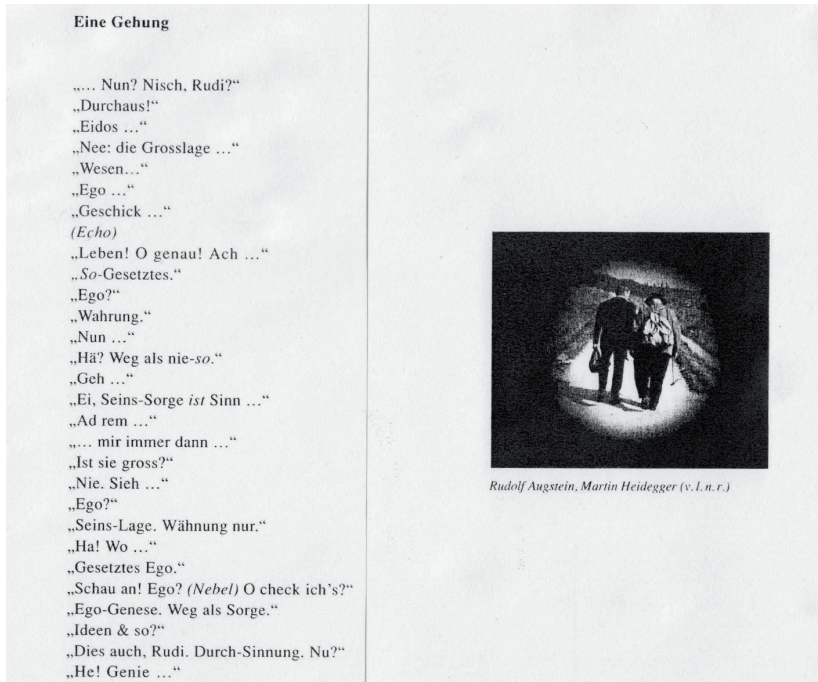 Eine Gehung
„... Nun? Nisch, Rudi?“
„Durchaus!“
„Eidos ...“
„Nee: die Grosslage ...“
„Wesen...“
„Ego ...“
„Geschick ...“
(Echo)
„Leben! O genau! Ach ...“
„So-Gesetztes.“
„Ego?“
„Wahrung.“
„Nun ...“
„Hä? Weg als nie-so.“
„Geh ...“
„Ei, Seins-Sorge ist Sinn ...“
„Ad rem ...“
„... mir immer dann ...“
„Ist sie gross?“
„Nie. Sieh ...“
„Ego?“
„Seins-Lage. Wähnung nur.“
„Ha! Wo ...“
„Gesetztes Ego.“
„Schau an! Ego? (Nebel) O check ich's?“
„Ego-Genese. Weg als Sorge.“
„Ideen & so?“
„Dies auch, Rudi. Durch-Sinnung. Nu?“
„He! Genie ...“
Rudolf Augstein, Martin Heidegger (v. l. n. r.)